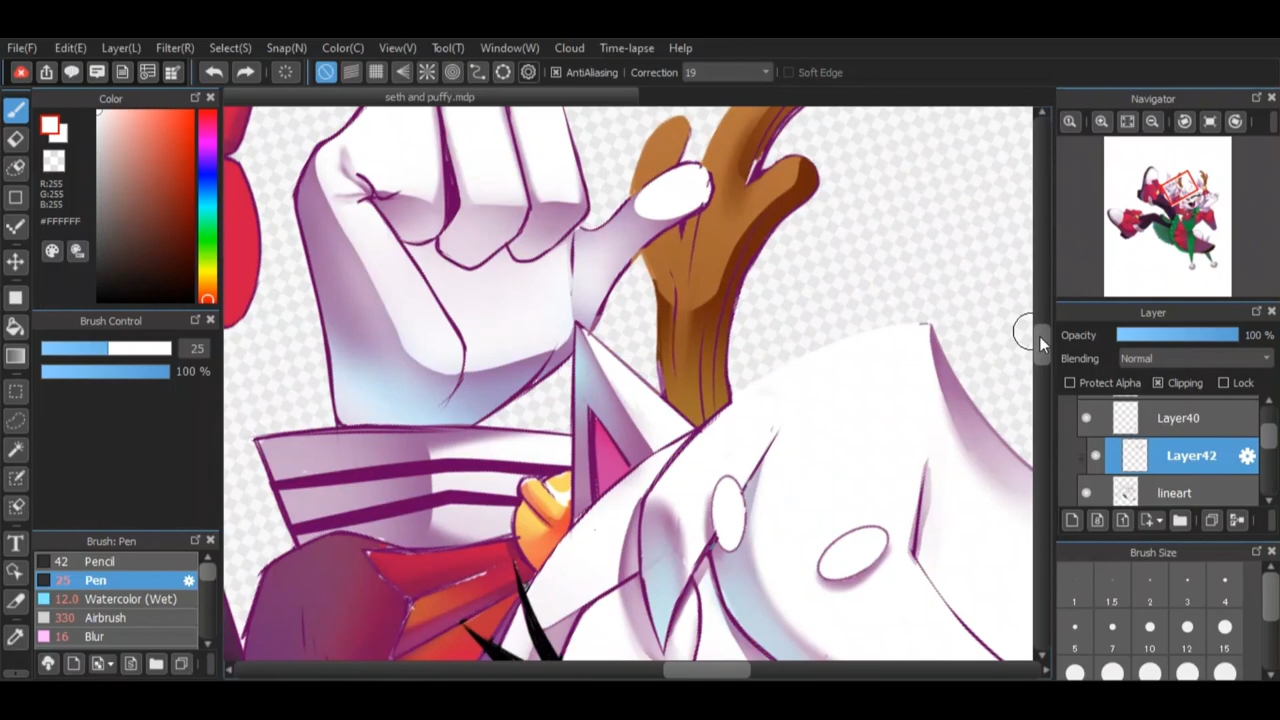 File(F) Edit(E) Layer(L) Filter(R) Select(S) Snap(N) Color(C) View(V) Tool(T) Window(W) Cloud Time-lapse Help
AntiAliasing Correction 19 Soft Edge
Color
seth and puffy.mdp
Navigator
R:255
G:255
B:255
#FFFFFF
Brush Control
25
100 %
Layer
Opacity 100 %
Blending Normal
Protect Alpha Clipping Lock
Layer40
Layer42
lineart
Brush: Pen
42 Pencil
25 Pen
12.0 Watercolor (Wet)
330 Airbrush
16 Blur
Brush Size
1 1.5 2 3 4
5 7 10 12 15